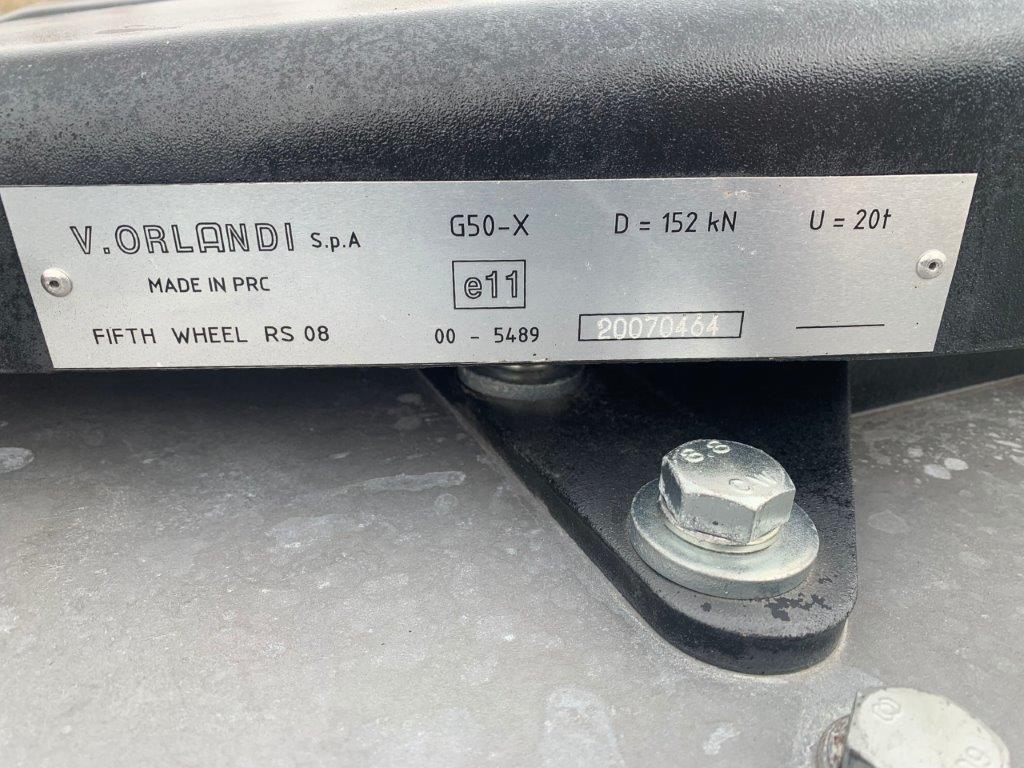 V.ORLANDI S.p.A
MADE IN PRC
FIFTH WHEEL RS 08
G50-X
e11
00 - 5489
D = 152 kN
20070464
U = 20t